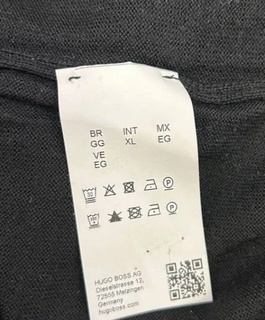 BR INT MX
GG XL EG
VE
EG
HUGO BOSS AG
Dieselstrasse 12,
72555 Metzingen
Germany
hugoboss.com